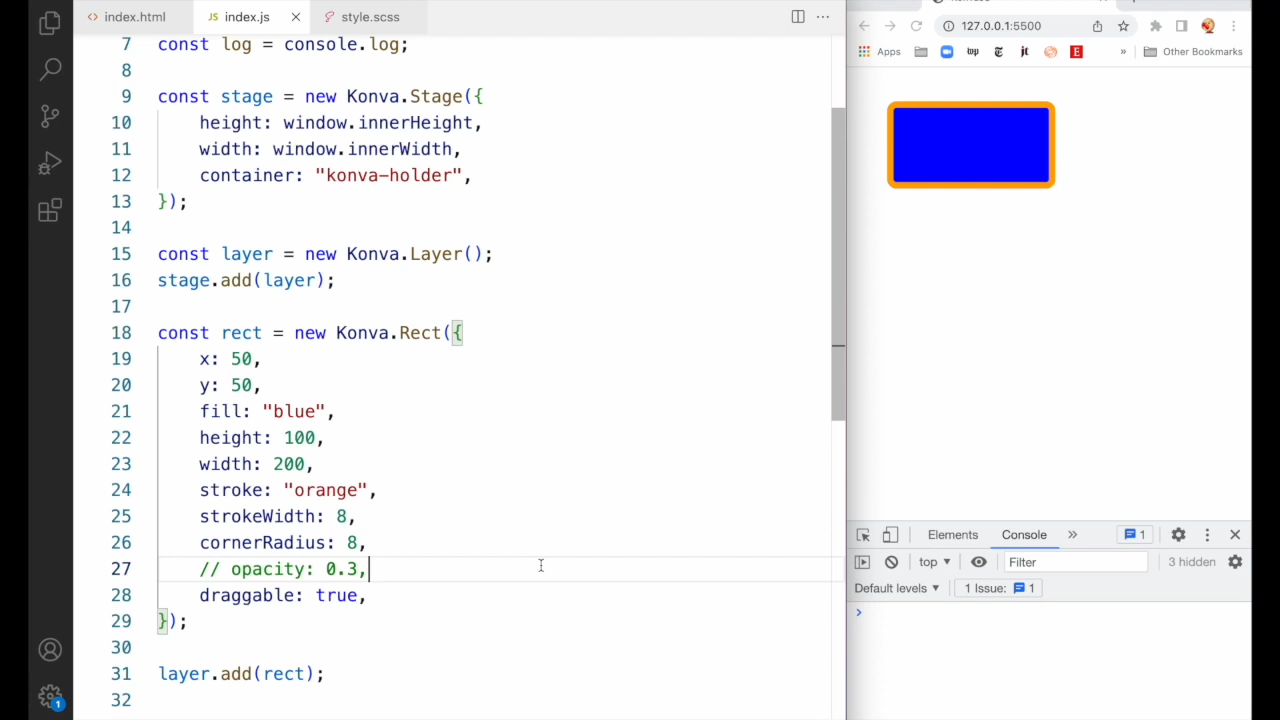 index.html
JS index.js
style.scss
7 const log = console.log;
8
9 const stage = new Konva.Stage({
10 height: window.innerHeight,
11 width: window.innerWidth,
12 container: "konva-holder",
13 });
14
15 const layer = new Konva.Layer();
16 stage.add(layer);
17
18 const rect = new Konva.Rect({
19 x: 50,
20 y: 50,
21 fill: "blue",
22 height: 100,
23 width: 200,
24 stroke: "orange",
25 strokeWidth: 8,
26 cornerRadius: 8,
27 // opacity: 0.3,
28 draggable: true,
29 });
30
31 layer.add(rect);
32
1
127.0.0.1:5500
Apps
wp
T
jt
E
»
Other Bookmarks
Elements
Console
»
1
top
Filter
3 hidden
Default levels
1 Issue:
1